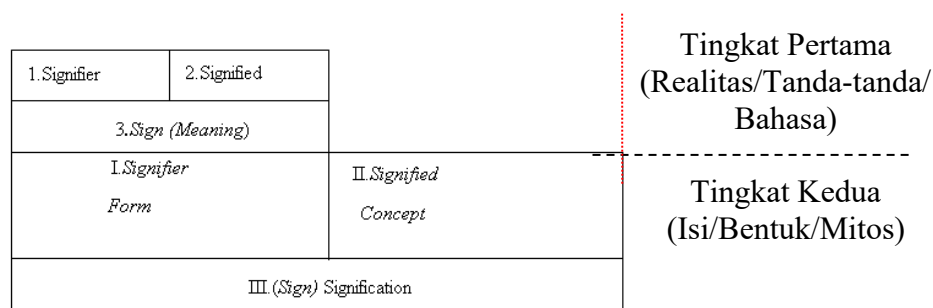 1.Signifier
2.Signified
3.Sign (Meaning)
I.Signifier
Form
II.Signified
Concept
III.(Sign) Signification
Tingkat Pertama
(Realitas/Tanda-tanda/
Bahasa)
Tingkat Kedua
(Isi/Bentuk/Mitos)